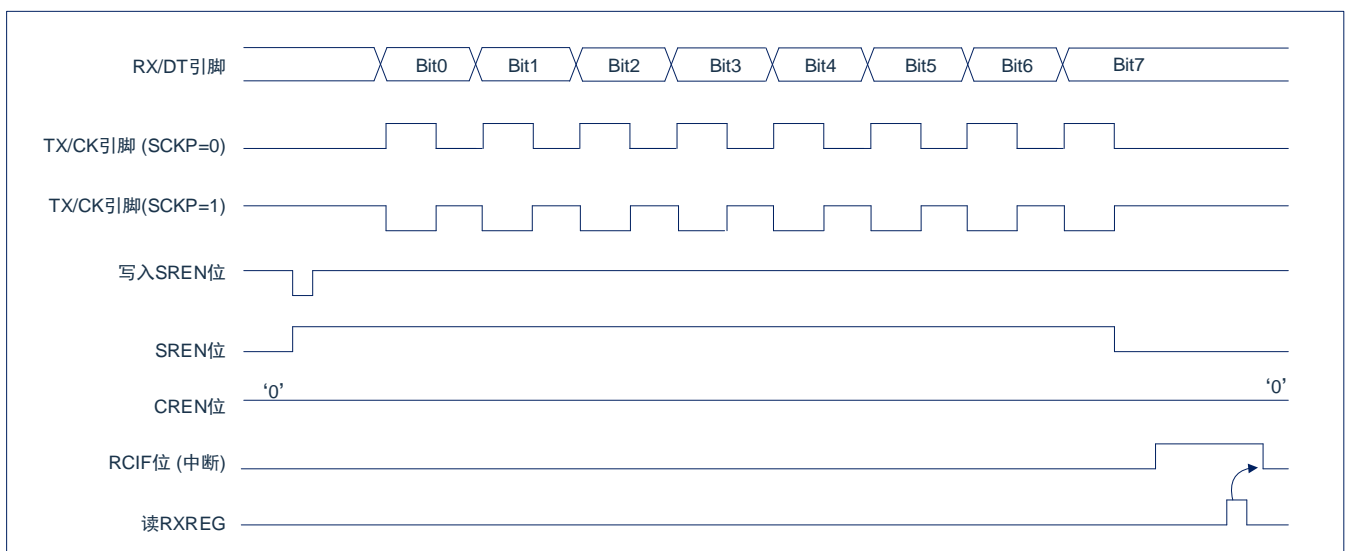 RX/DT引脚 Bit0 Bit1 Bit2 Bit3 Bit4 Bit5 Bit6 Bit7
TX/CK引脚 (SCKP=0)
TX/CK引脚(SCKP=1)
写入SREN位
SREN位
‘0’ ‘0’
CREN位
RCIF位 (中断)
读RXREG